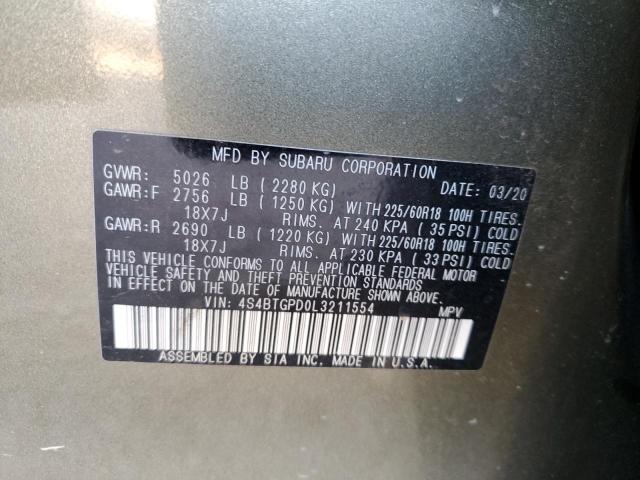 MFD BY SUBARU CORPORATION
GVWR: 5026 LB (2280 KG) DATE: 03/20
GAWR:F 2756 LB (1250 KG) WITH 225/60R18 100H TIRES.
18X7J RIMS. AT 240 KPA (35 PSI) COLD
GAWR:R 2690 LB (1220 KG) WITH 225/60R18 100H TIRES.
18X7J RIMS. AT 230 KPA (33 PSI) COLD
THIS VEHICLE CONFORMS TO ALL APPLICABLE FEDERAL MOTOR
VEHICLE SAFETY AND THEFT PREVENTION STANDARDS
IN EFFECT ON THE DATE OF MANUFACTURE SHOWN ABOVE.
VIN: 4S4BTGPD0L3211554 MPV
ASSEMBLED BY SIA INC. MADE IN U.S.A.